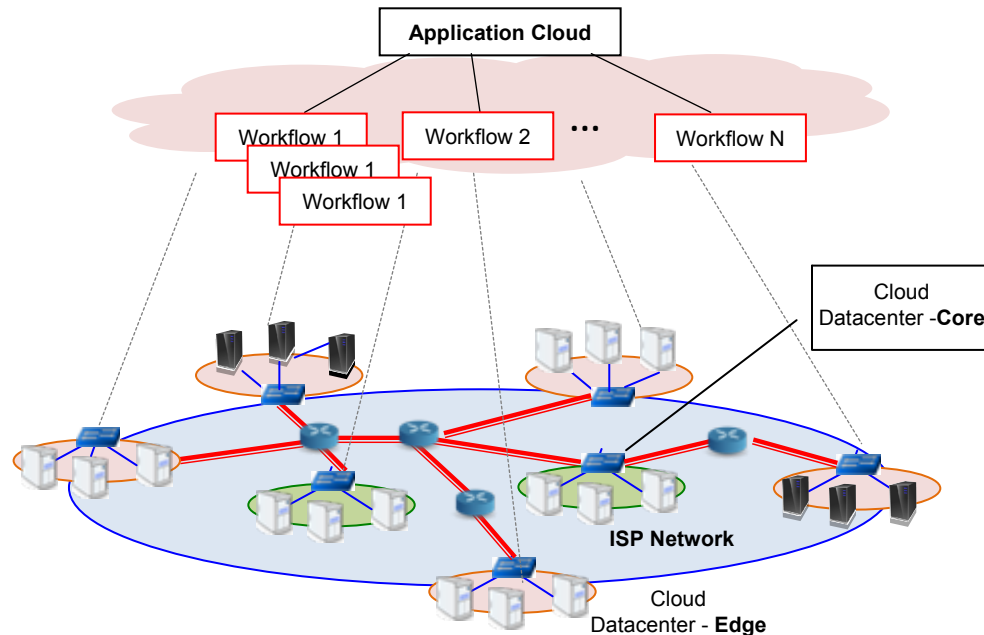 Application Cloud
Workflow 1
Workflow 2
...
Workflow N
Workflow 1
Workflow 1
Cloud
Datacenter -Core
ISP Network
Cloud
Datacenter - Edge